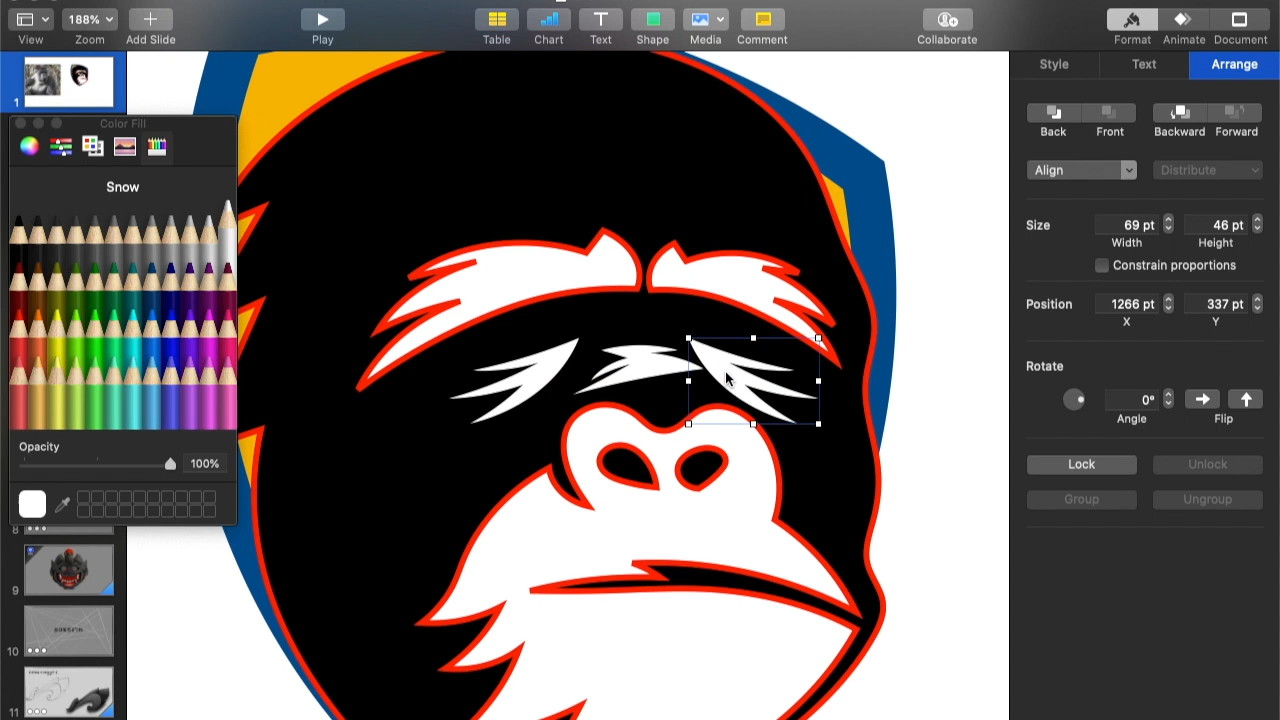 188%
View
Zoom
Add Slide
Play
Table
Chart
Text
Shape
Media
Comment
Collaborate
Format
Animate
Document
1
Color Fill
Snow
Opacity
100%
8
9
10
11
Style
Text
Arrange
Back
Front
Backward
Forward
Align
Distribute
Size
69 pt
46 pt
Width
Height
Constrain proportions
Position
1266 pt
337 pt
X
Y
Rotate
0°
Angle
Flip
Lock
Unlock
Group
Ungroup